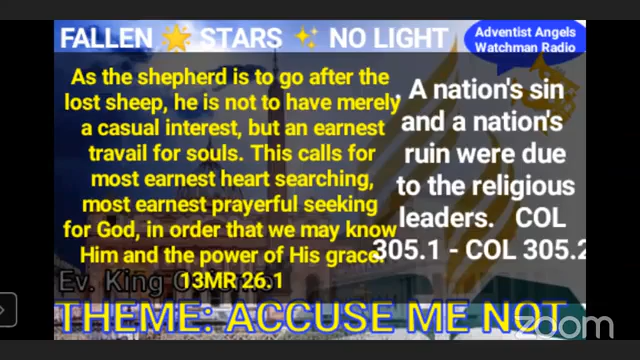 FALLEN 🌟 STARS ✨ NO LIGHT
Adventist Angels
Watchman Radio
As the shepherd is to go after the
lost sheep, he is not to have merely
a casual interest, but an earnest
travail for souls. This calls for
most earnest heart searching,
most earnest prayerful seeking
for God, in order that we may know
Him and the power of His grace.
13MR 26.1
. A nation's sin
and a nation's
ruin were due
to the religious
leaders. COL
305.1 - COL 305.2
Ev. King
THEME: ACCUSE ME NOT
zoom